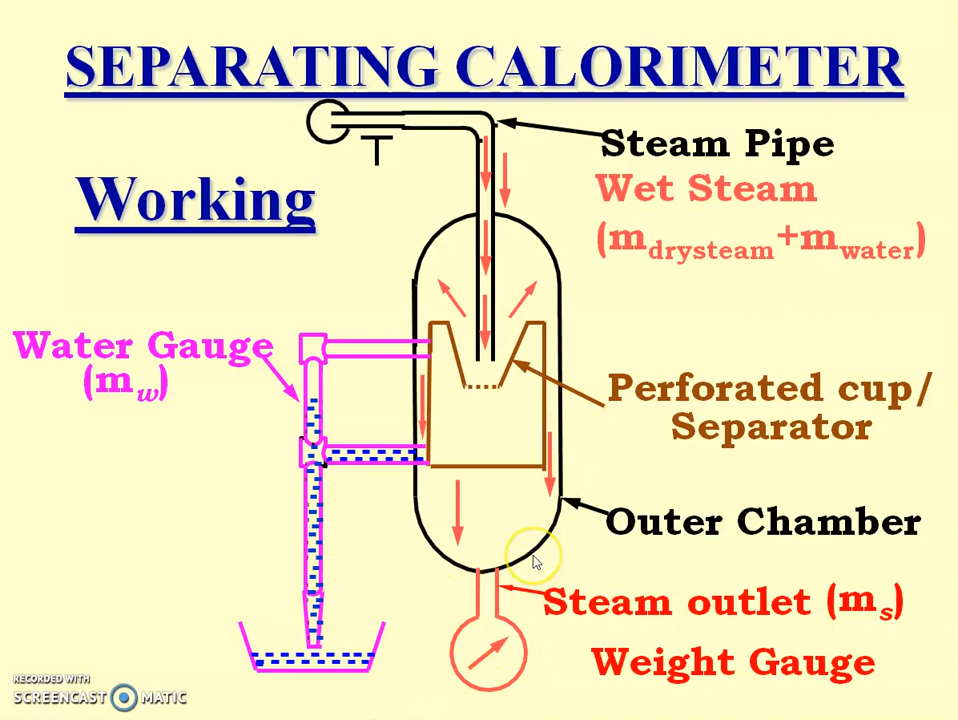 SEPARATING CALORIMETER
Steam Pipe
Working
Wet Steam
(mdrysteam+mwater)
Water Gauge
(mw)
Perforated cup/
Separator
Outer Chamber
Steam outlet (ms)
Weight Gauge
RECORDED WITH
SCREENCAST MATIC